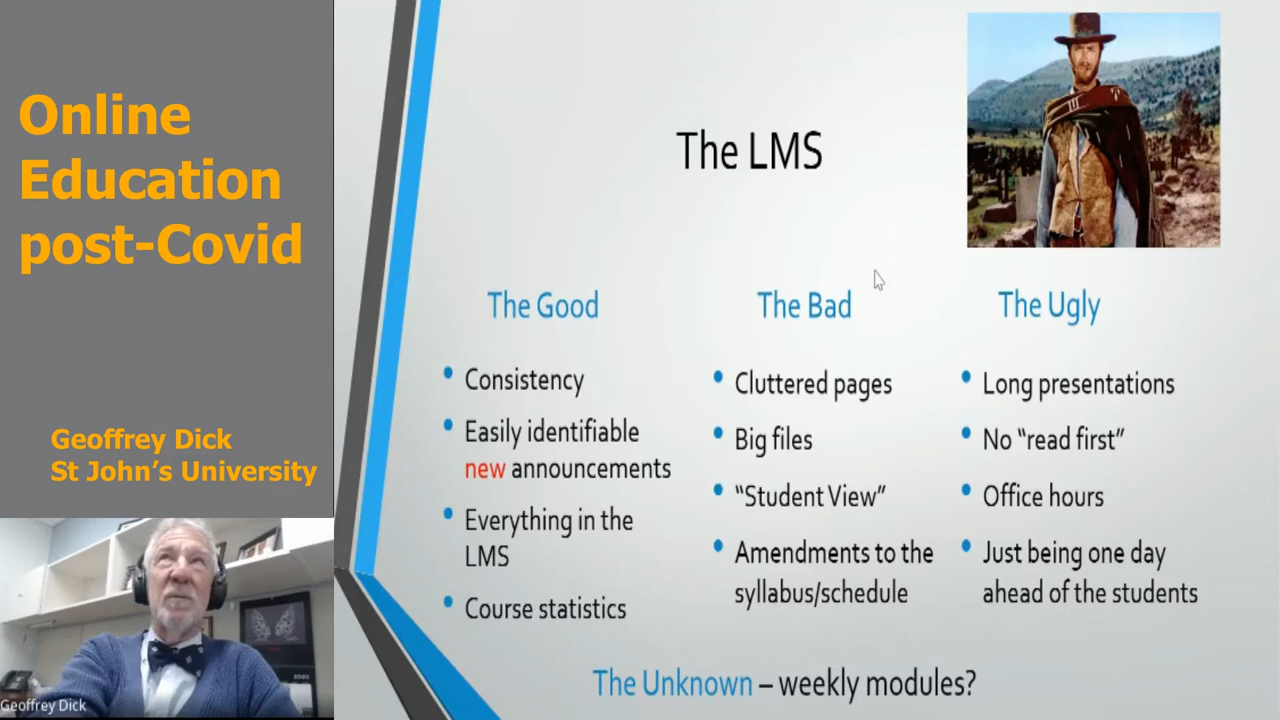 Online
Education
post-Covid
Geoffrey Dick
St John’s University
Geoffrey Dick
The LMS
The Good
Consistency
Easily identifiable
new announcements
Everything in the
LMS
Course statistics
The Bad
Cluttered pages
Big files
“Student View”
Amendments to the
syllabus/schedule
The Ugly
Long presentations
No “read first”
Office hours
Just being one day
ahead of the students
The Unknown – weekly modules?